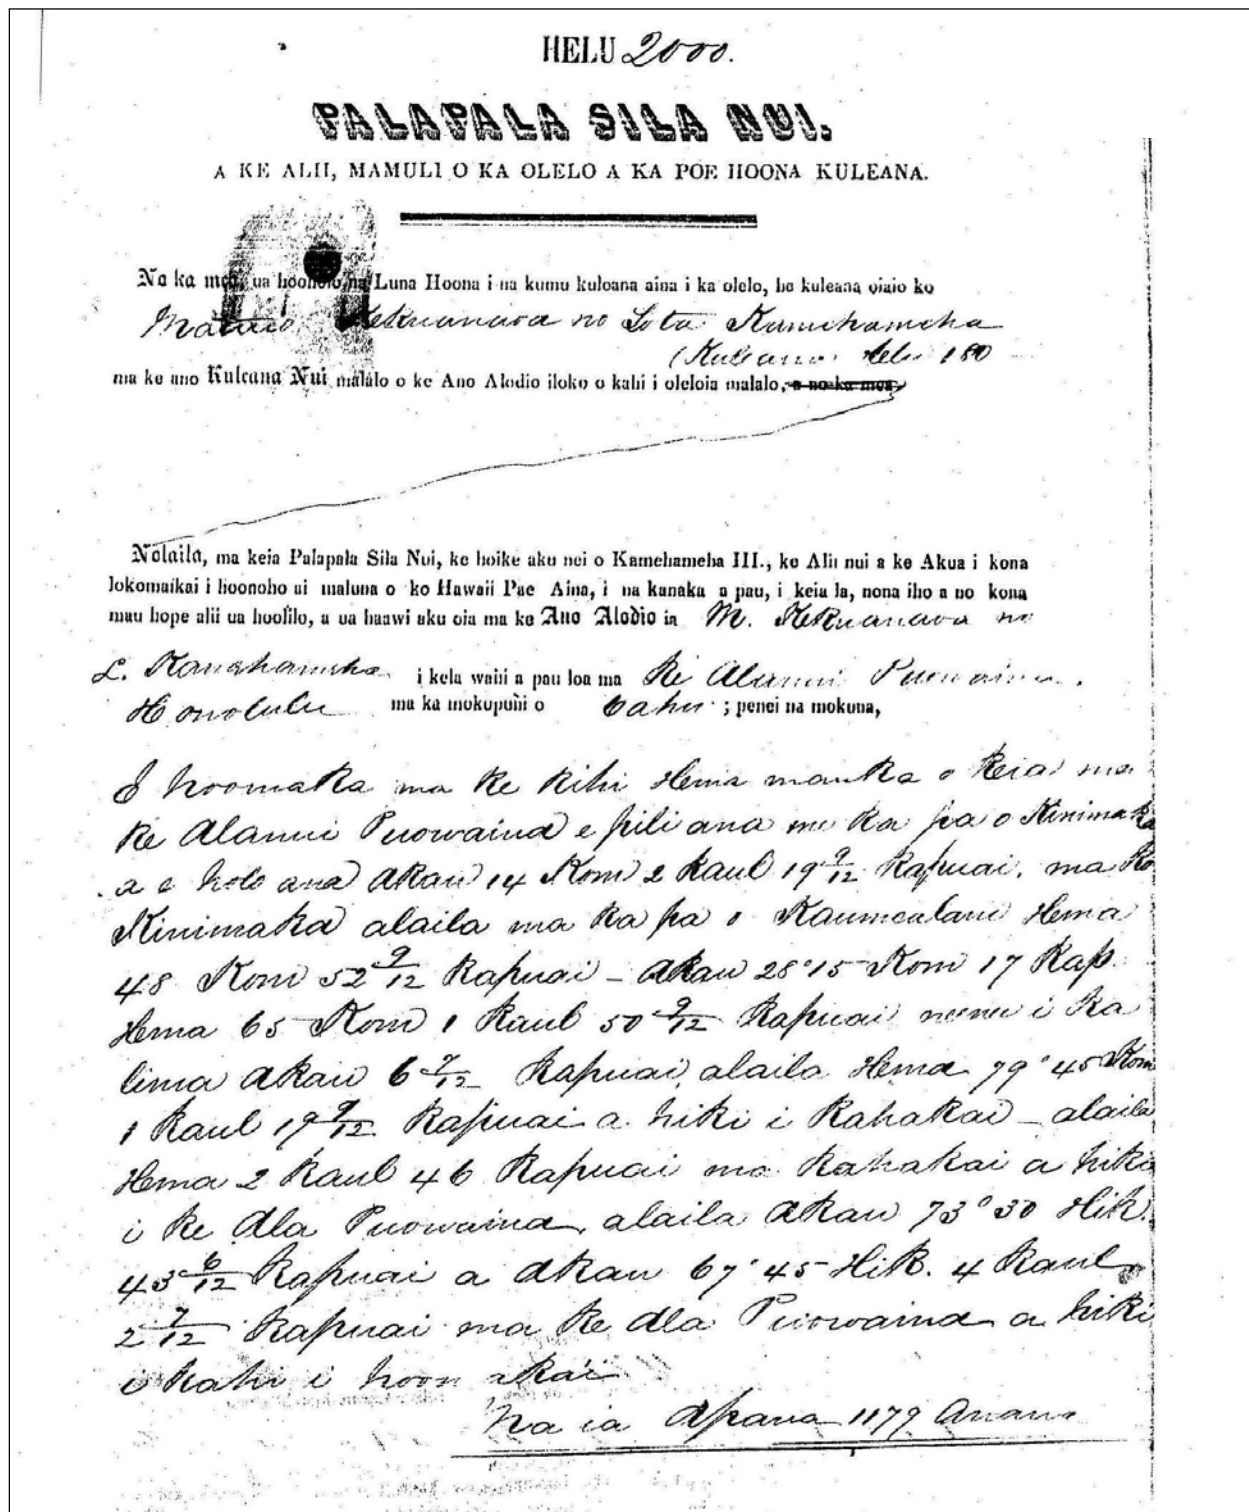 HELU 2000.
PALAPALA SILA NUI.
A KE ALII, MAMULI O KA OLELO A KA POE HOONA KULEANA.
No ka mea, ua hooholo na Luna Hoona i na kumu kuleana aina i ka olelo, he kuleana oiaio ko
Mataio Kekuanaoa no Lota Kamehameha
(Kuleana Helu 180
ma ke ano Kuleana Nui malalo o ke Ano Alodio iloko o kahi i oleloia malalo, a no ka mea,
Nolaila, ma keia Palapala Sila Nui, ke hoike aku nei o Kamehameha III., ke Alii nui a ke Akua i kona
lokomaikai i hoonoho ai maluna o ko Hawaii Pae Aina, i na kanaka a pau, i keia la, nona iho a no kona
mau hope alii ua hoolilo, a ua haawi aku oia ma ke Ano Alodio ia M. Kekuanaoa no
L. Kamehameha i kela wahi a pau loa ma Ke Alanui Puowaina.
Honolulu ma ka mokupuni o Oahu ; penei na mokuna,
E hoomaka ma ke kihi Hema mauka o keia ma
ke Alanui Puowaina e pili ana me ka pa o Kinimaka
a e holo ana Akau 14 Kom 2 kaul 19 9/12 kapuai. ma ko
Kinimaka alaila ma ka pa o Kaumealani Hema
48 Kom 52 9/12 kapuai - Akau 28°15 Kom 17 kap.
Hema 65 Kom 1 kaul 50 9/12 kapuai i ka
lima Akau 6 9/12 kapuai, alaila Hema 79°45 Kom
1 kaul 19 9/12 kapuai a hiki i kahakai - alaila
Hema 2 kaul 46 kapuai ma kahakai a hiki
i ke Ala Puowaina, alaila Akau 73°30 Hik.
43 6/12 kapuai a Akau 67°45 Hik. 4 kaul
2 7/12 kapuai ma ke Ala Puowaina a hiki
i kahi i hoomakai
Na ia Apana 1179 Anana